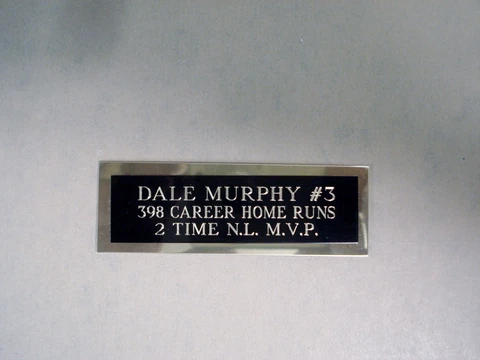 DALE MURPHY #3
398 CAREER HOME RUNS
2 TIME N.L. M.V.P.